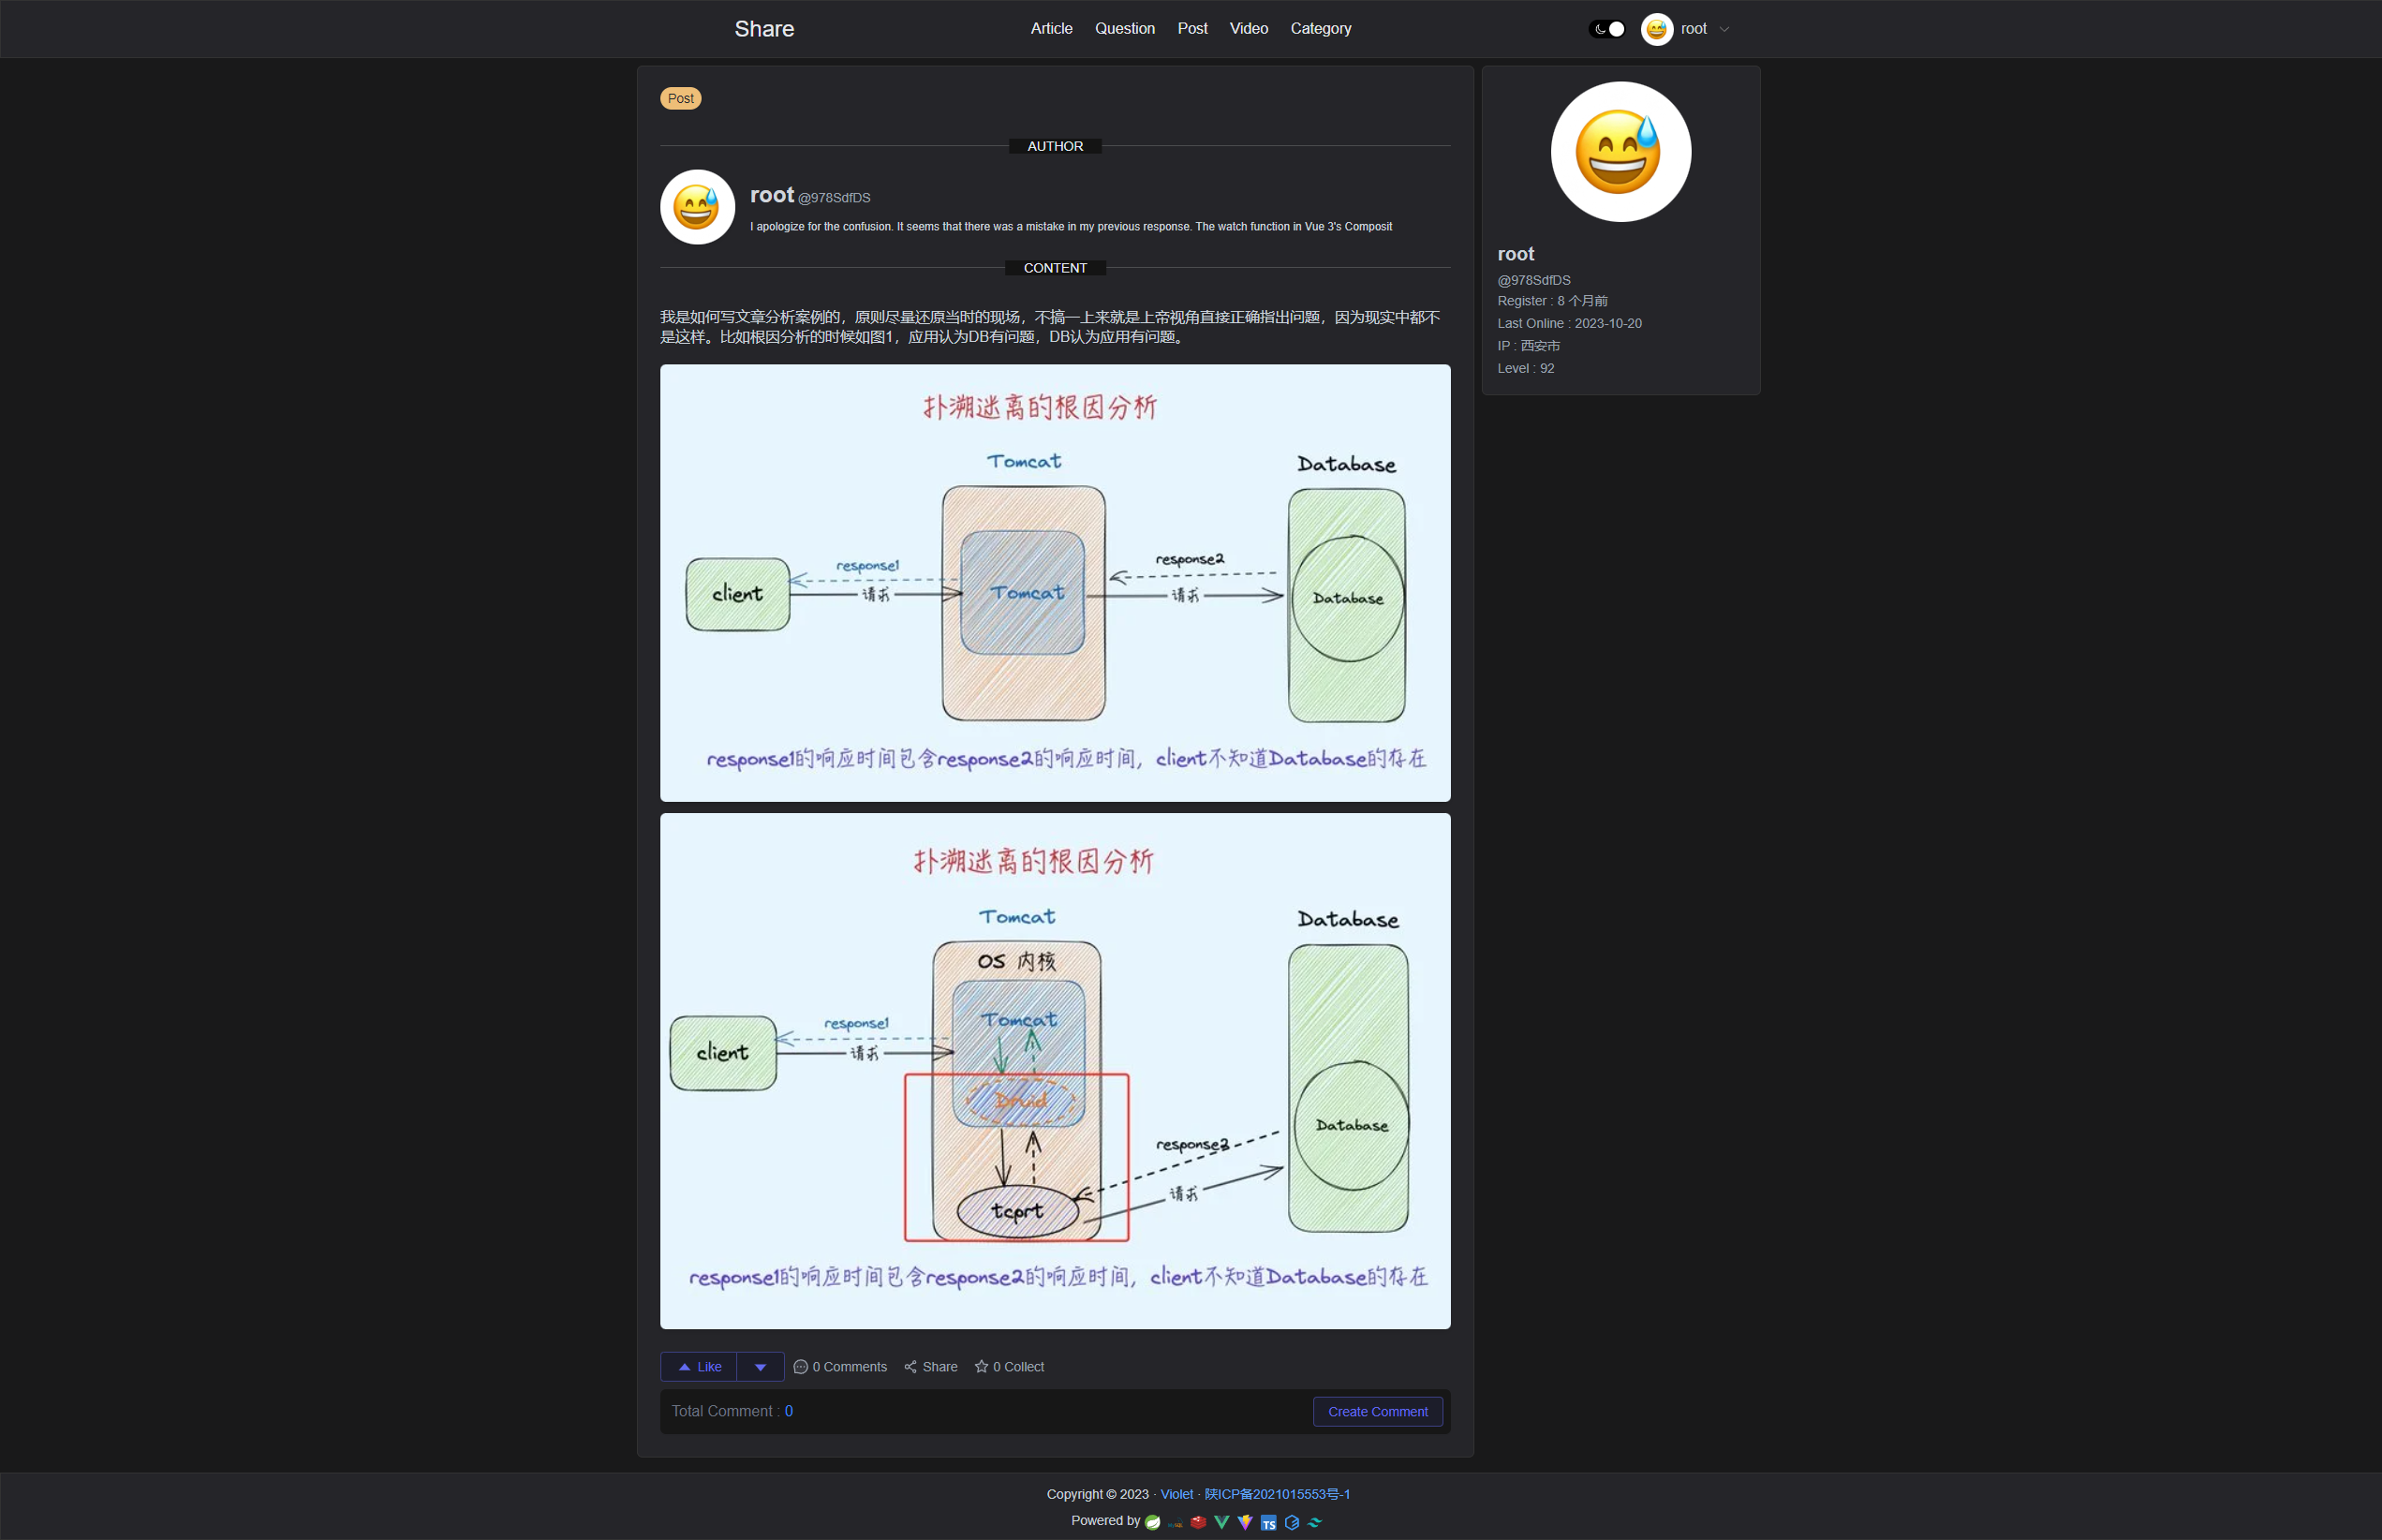 Share
Article Question Post Video Category
root
Post
AUTHOR
root @978SdfDS
I apologize for the confusion. It seems that there was a mistake in my previous response. The watch function in Vue 3's Composit
CONTENT
我是如何写文章分析案例的，原则尽量还原当时的现场，不搞一上来就是上帝视角直接正确指出问题，因为现实中都不
是这样。比如根因分析的时候如图1，应用认为DB有问题，DB认为应用有问题。
扑溯迷离的根因分析
Tomcat
Database
response1
response2
client
请求
Tomcat
请求
Database
response1的响应时间包含response2的响应时间，client不知道Database的存在
扑溯迷离的根因分析
Tomcat
Database
OS 内核
response1
Tomcat
client
请求
Druid
response2
Database
请求
tcprt
response1的响应时间包含response2的响应时间，client不知道Database的存在
Like
0 Comments
Share
0 Collect
Total Comment : 0
Create Comment
root
@978SdfDS
Register : 8 个月前
Last Online : 2023-10-20
IP : 西安市
Level : 92
Copyright © 2023 · Violet · 陕ICP备2021015553号-1
Powered by
TS